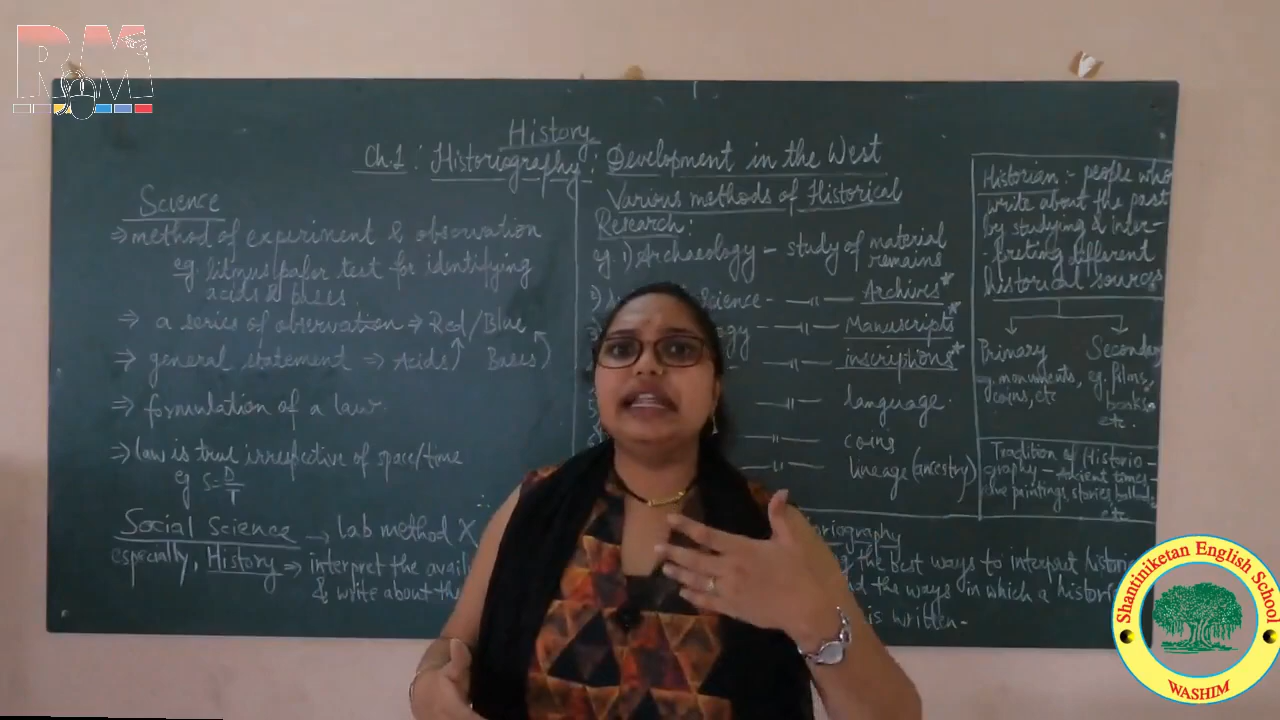 RM
ROOM
History
Ch.1 : Historiography : Development in the West
Science
⇒ method of experiment & observation
eg litmus paper test for identifying
acids & bases.
⇒ a series of observation ⇒ Red/Blue
⇒ general statement ⇒ Acids Bases
⇒ formulation of a law.
⇒ law is true irrespective of space/time
eg S=D/T
Social Science → lab method X
especially, History ⇒ interpret the
& write about the
Various methods of Historical
Research:
eg. 1) Archaeology - study of material
remains
2) Science - —〃— Archives*
—〃— Manuscripts*
—〃— inscriptions*
—〃— language.
—〃— coins
—〃— lineage (ancestry)
the best ways to interpret
the ways in which a
is written.
Historian :- people who
write about the past
by studying & inter-
-preting different
historical sources
Primary
eg. monuments,
coins, etc
eg. films,
books.
etc.
Tradition of Historio-
graphy - Ancient times -
paintings, stories
etc
Shantiniketan English School
WASHIM